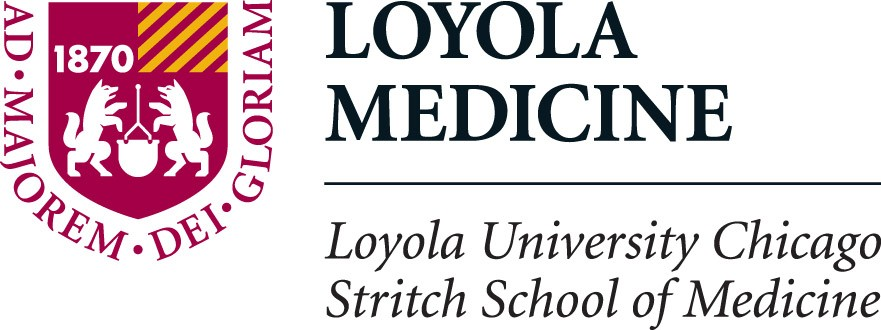 AD • MAJOREM • DEI • GLORIAM
1870
LOYOLA
MEDICINE
Loyola University Chicago
Stritch School of Medicine